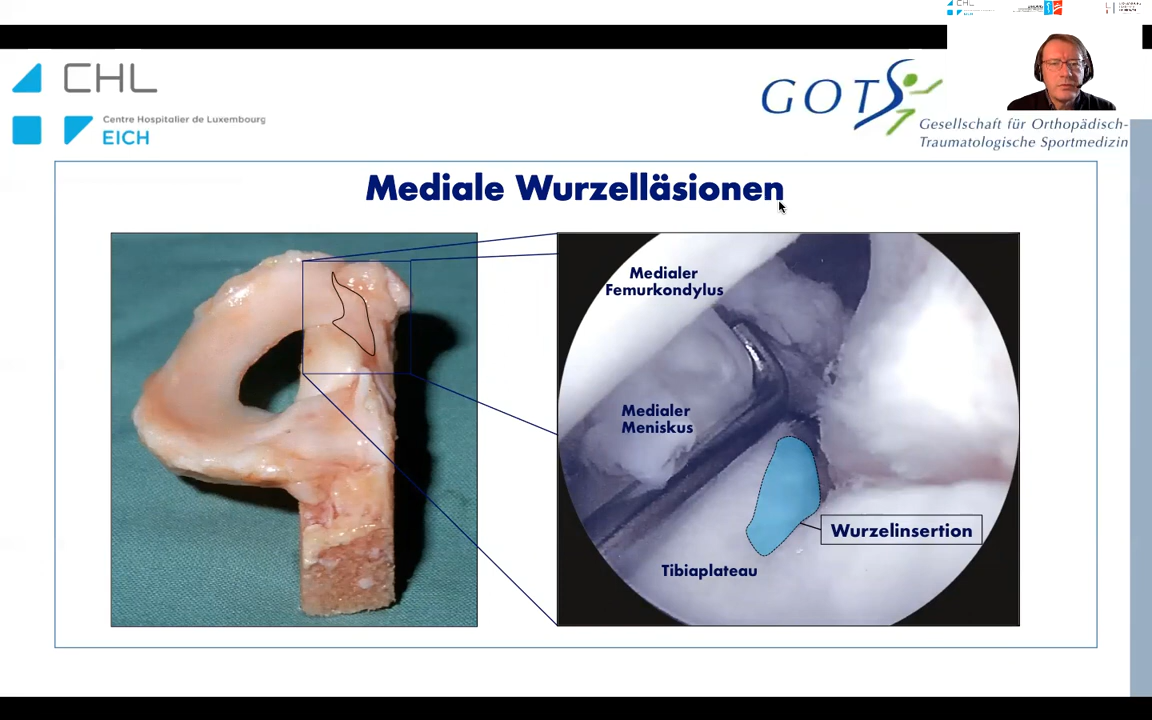 CHL
CHL
Centre Hospitalier de Luxembourg
EICH
GOTS
Gesellschaft für Orthopädisch-
Traumatologische Sportmedizin
Mediale Wurzelläsionen
Medialer
Femurkondylus
Medialer
Meniskus
Wurzelinsertion
Tibiaplateau